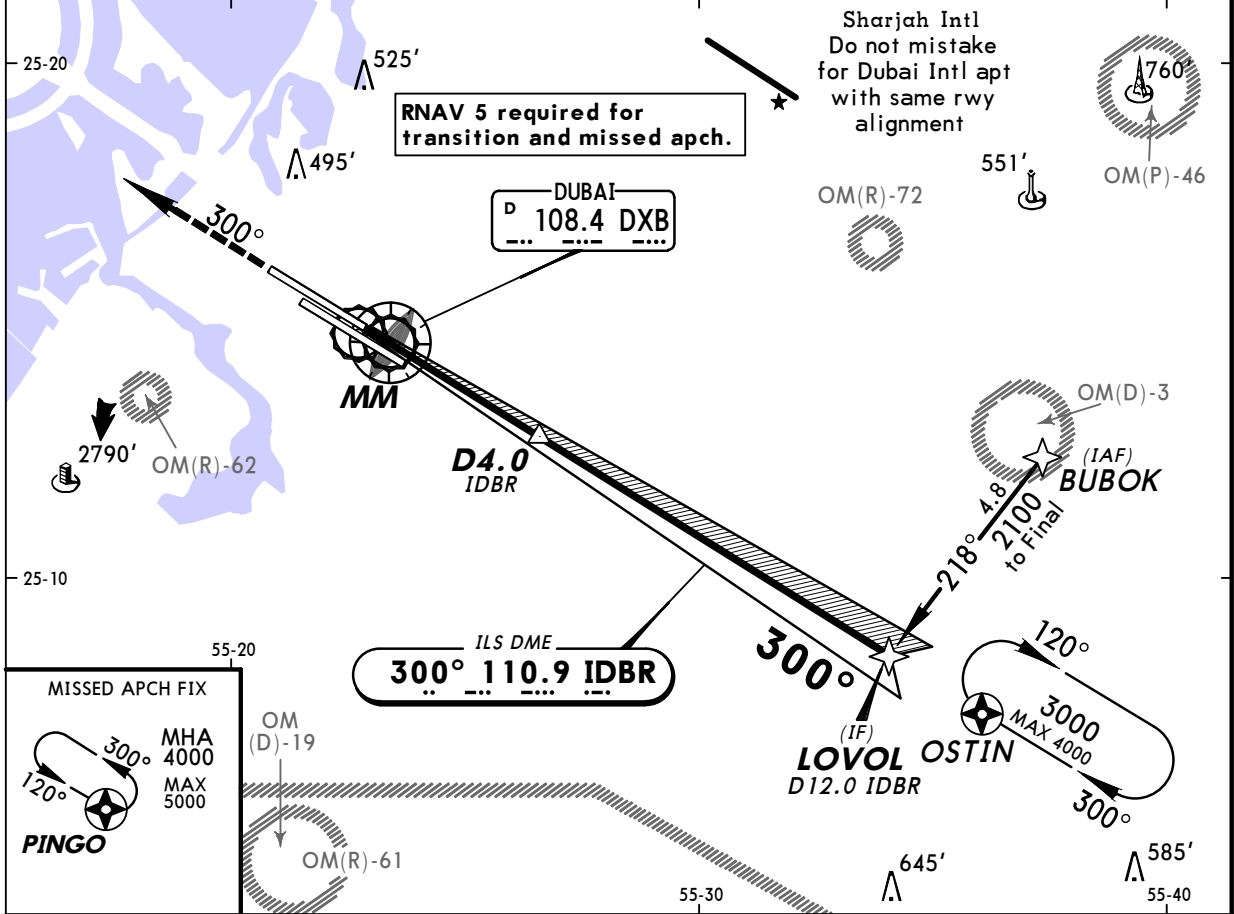 Sharjah Intl
Do not mistake
for Dubai Intl apt
with same rwy
alignment
25-20
525'
760'
RNAV 5 required for
transition and missed apch.
495'
551'
OM(P)-46
OM(R)-72
DUBAI
D 108.4 DXB
300°
MM
OM(D)-3
2790'
OM(R)-62
D4.0
IDBR
(IAF)
BUBOK
4.8
218°
2100
to Final
25-10
ILS DME
300° 110.9 IDBR
300°
55-20
120°
3000
MAX 4000
300°
(IF)
LOVOL
D12.0 IDBR
OSTIN
MISSED APCH FIX
300°
120°
MHA
4000
MAX
5000
PINGO
OM
(D)-19
OM(R)-61
645'
585'
55-30
55-40